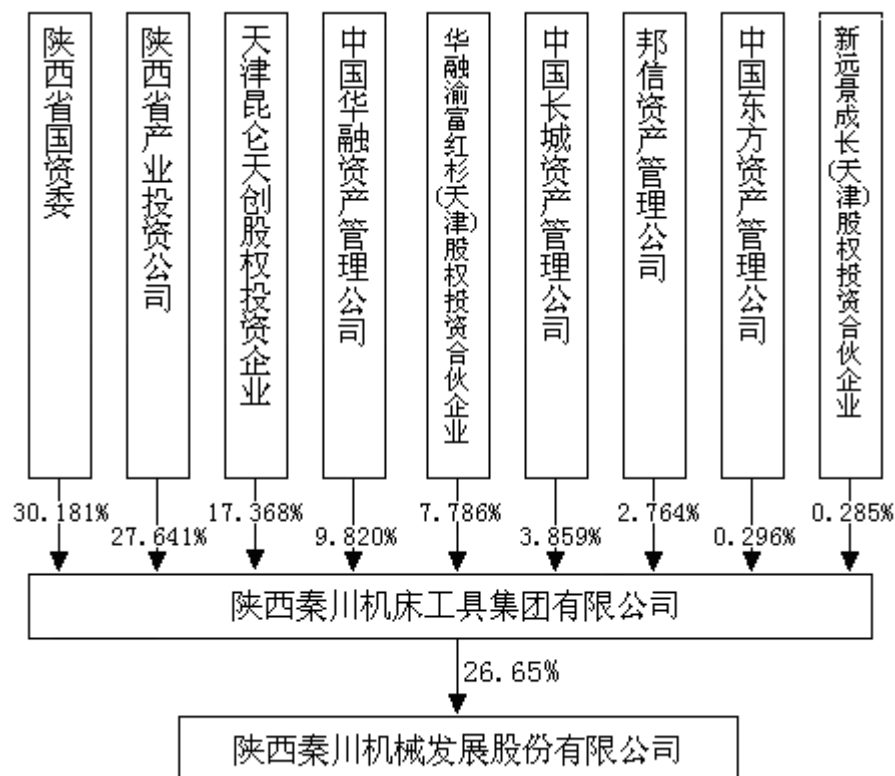 陕西省国资委
陕西省产业投资公司
天津昆仑天创股权投资企业
中国华融资产管理公司
华融渝富红杉(天津)股权投资合伙企业
中国长城资产管理公司
邦信资产管理公司
中国东方资产管理公司
新远景成长(天津)股权投资合伙企业
30.181%
27.641%
17.368%
9.820%
7.786%
3.859%
2.764%
0.296%
0.285%
陕西秦川机床工具集团有限公司
26.65%
陕西秦川机械发展股份有限公司